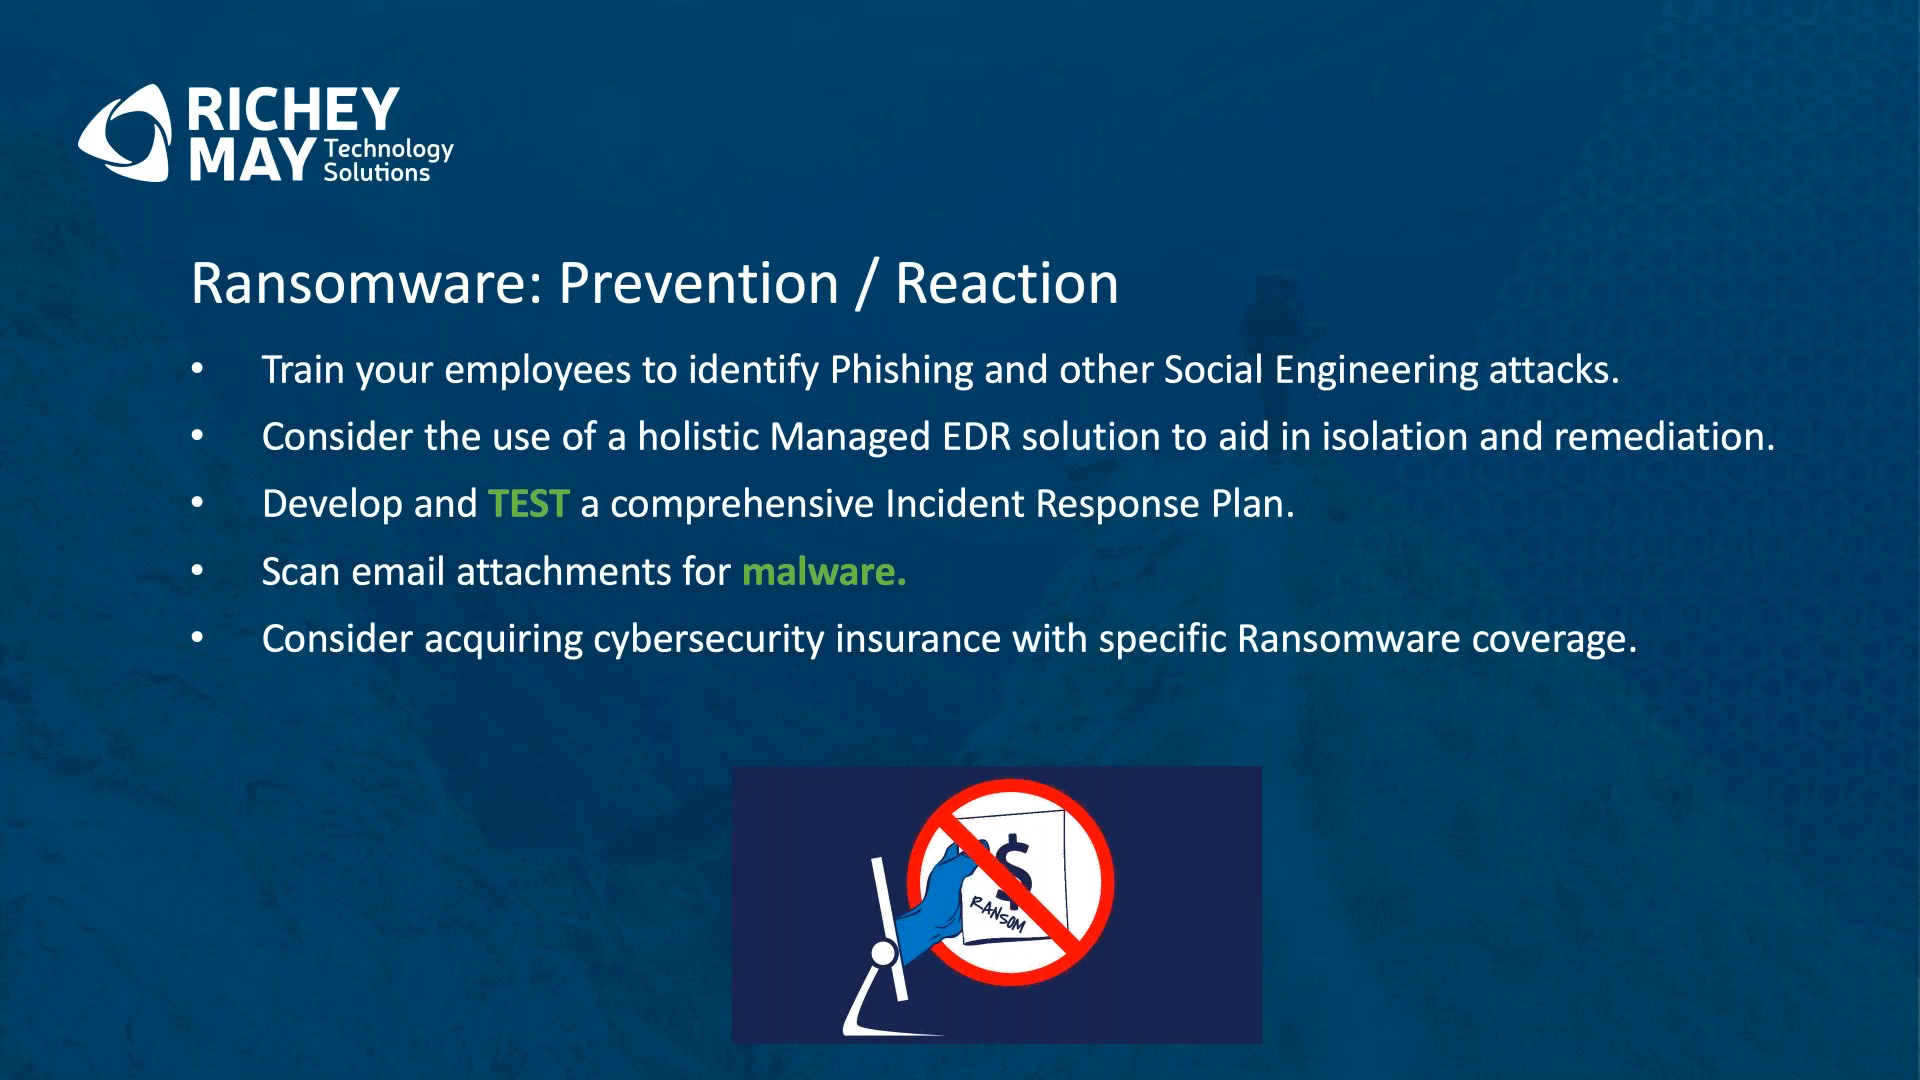 RICHEY
MAY Technology
Solutions
Ransomware: Prevention / Reaction
• Train your employees to identify Phishing and other Social Engineering attacks.
• Consider the use of a holistic Managed EDR solution to aid in isolation and remediation.
• Develop and TEST a comprehensive Incident Response Plan.
• Scan email attachments for malware.
• Consider acquiring cybersecurity insurance with specific Ransomware coverage.
$
RANSOM